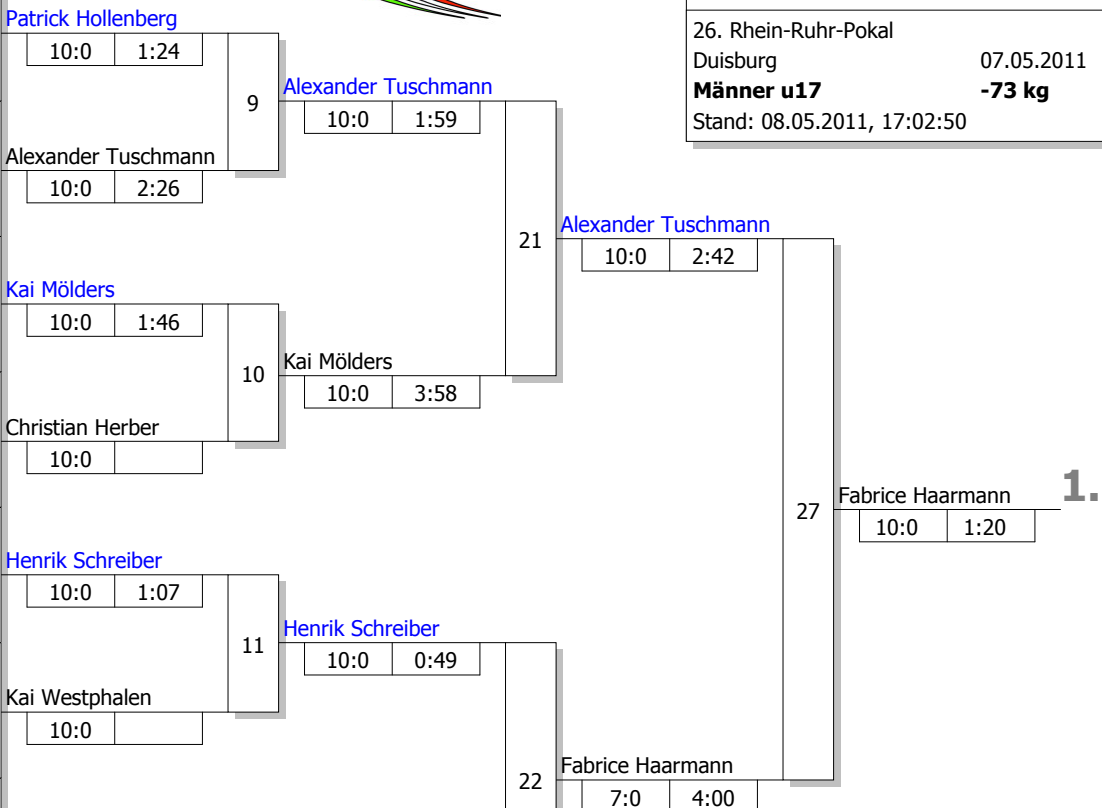 Patrick Hollenberg
10:0 1:24
9
Alexander Tuschmann
10:0 1:59
Alexander Tuschmann
10:0 2:26
26. Rhein-Ruhr-Pokal
Duisburg 07.05.2011
Männer u17 -73 kg
Stand: 08.05.2011, 17:02:50
21
Alexander Tuschmann
10:0 2:42
Kai Mölders
10:0 1:46
10
Kai Mölders
10:0 3:58
Christian Herber
10:0
27
Fabrice Haarmann 1.
10:0 1:20
Henrik Schreiber
10:0 1:07
11
Henrik Schreiber
10:0 0:49
Kai Westphalen
10:0
22
Fabrice Haarmann
7:0 4:00